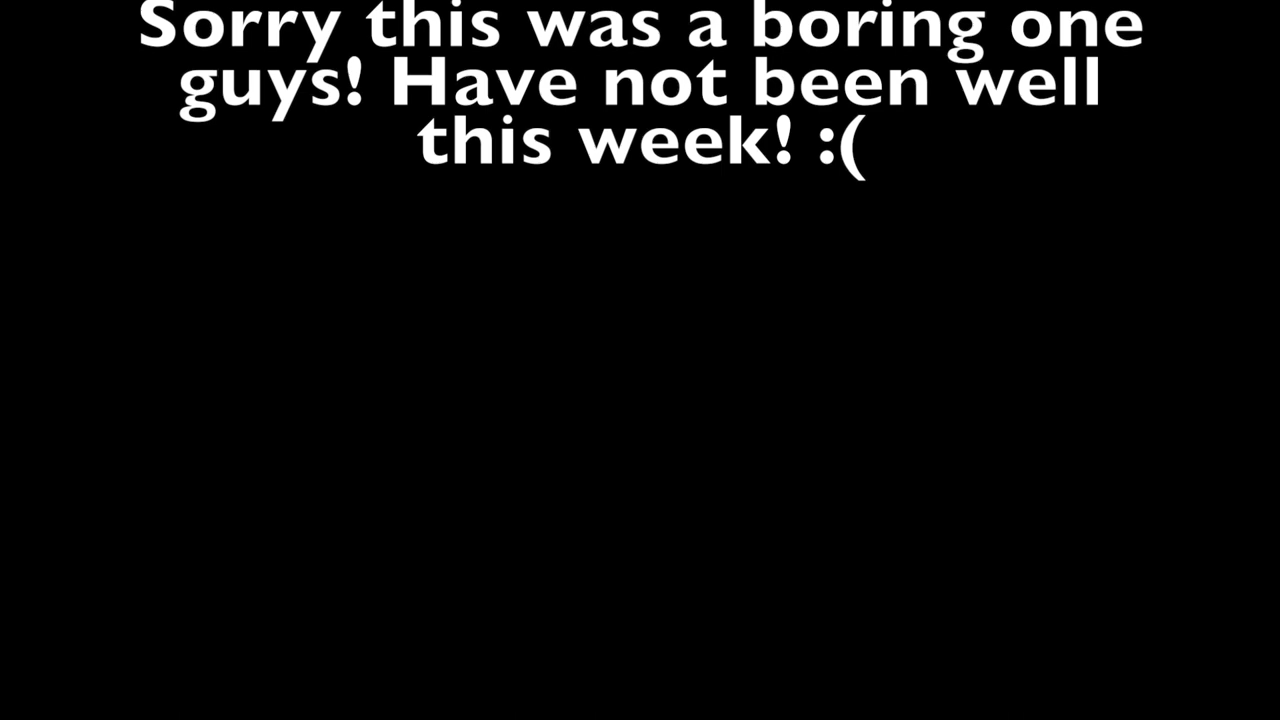 Sorry this was a boring one
guys! Have not been well
this week! :(